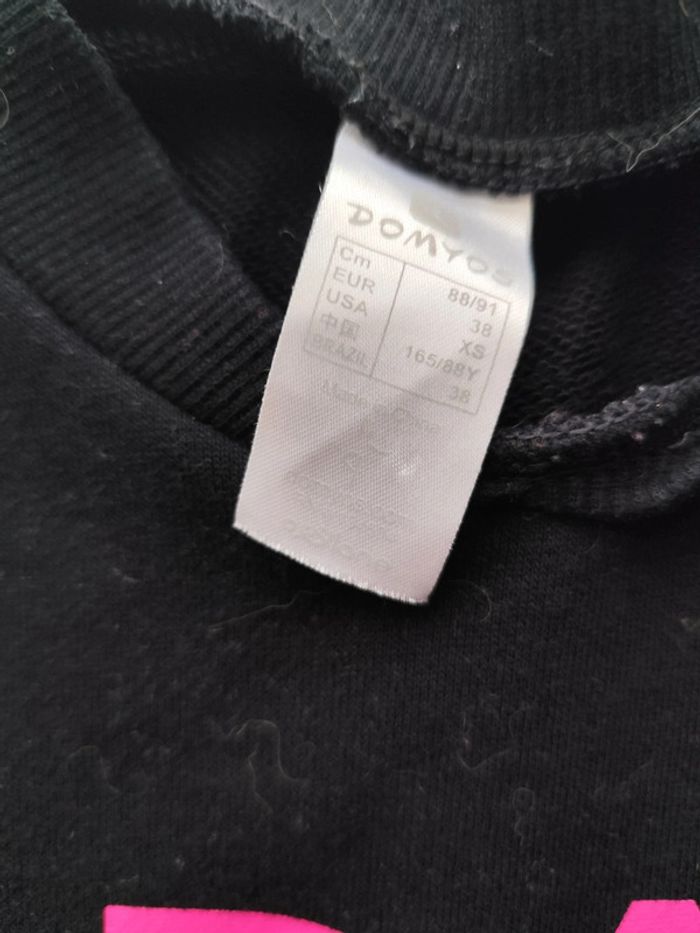 DOMYOS
Cm 88/91
EUR 38
USA XS
中国 165/88Y
BRAZIL 38
Made in China